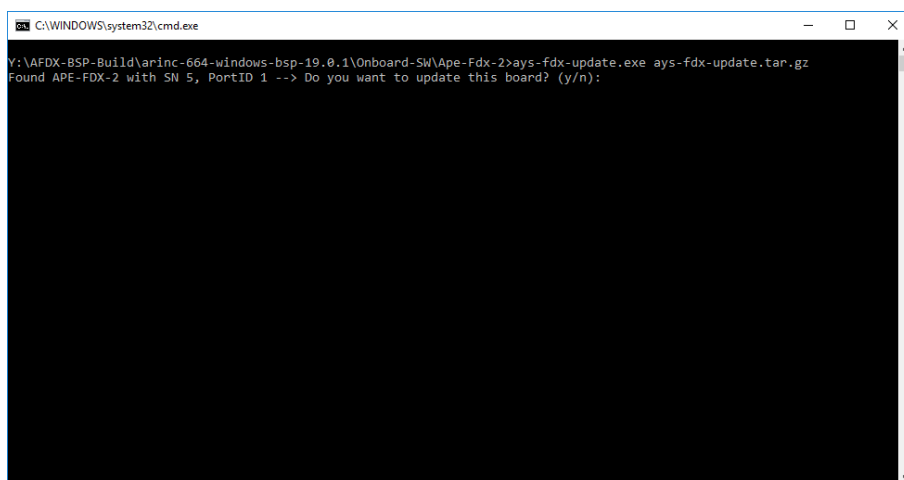 C:\WINDOWS\system32\cmd.exe
Y:\AFDX-BSP-Build\arinc-664-windows-bsp-19.0.1\Onboard-SW\Ape-Fdx-2>ays-fdx-update.exe ays-fdx-update.tar.gz
Found APE-FDX-2 with SN 5, PortID 1 --> Do you want to update this board? (y/n):